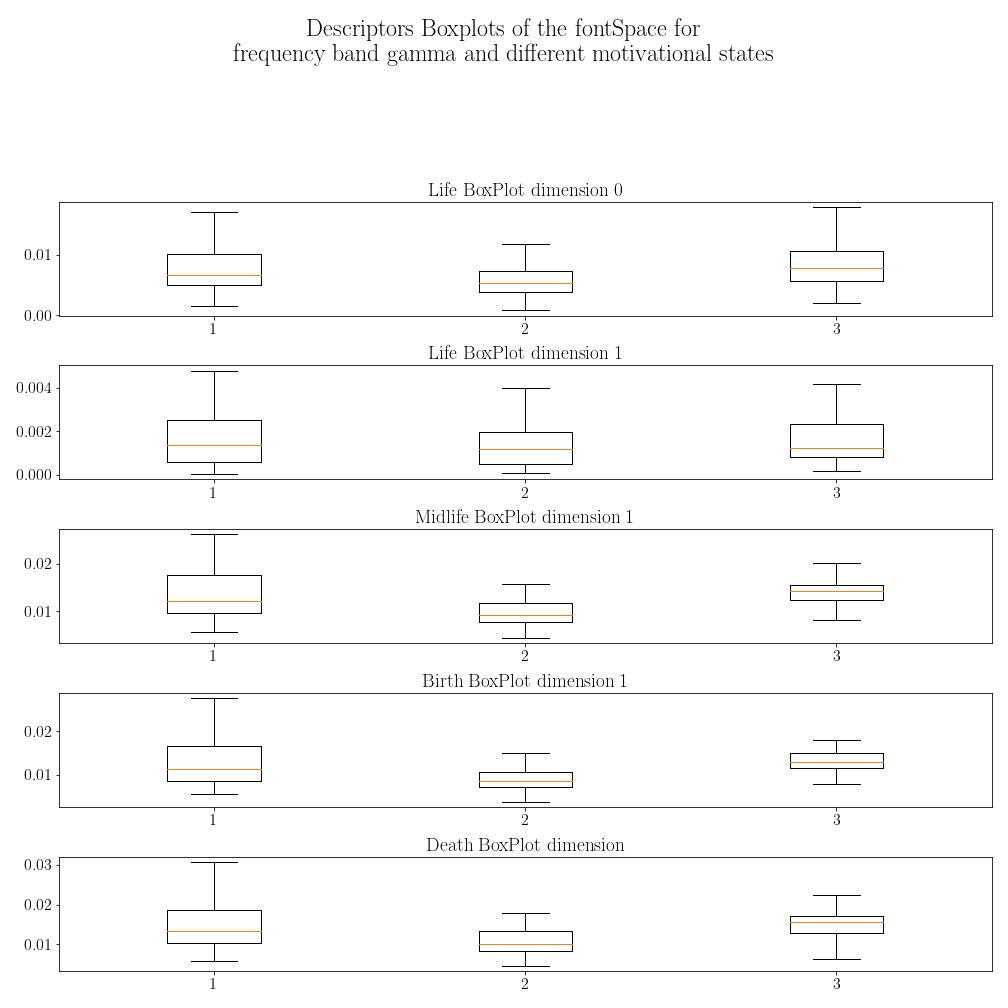 Descriptors Boxplots of the fontSpace for
frequency band gamma and different motivational states
Life BoxPlot dimension 0
0.01
0.00
1 2 3
Life BoxPlot dimension 1
0.004
0.002
0.000
1 2 3
Midlife BoxPlot dimension 1
0.02
0.01
1 2 3
Birth BoxPlot dimension 1
0.02
0.01
1 2 3
Death BoxPlot dimension
0.03
0.02
0.01
1 2 3